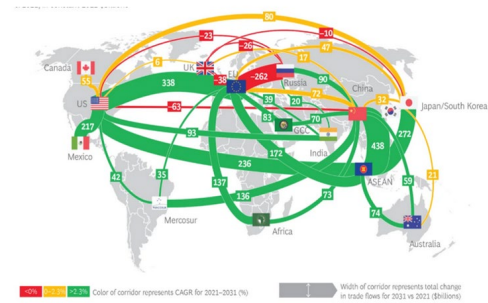 80
-23
-10
-26
47
Canada
6
UK
17
EU
55
338
-38
-262
Russia
90
China
72
32
US
-63
39
20
Japan/South Korea
217
83
70
272
GCC
93
India
438
Mexico
172
236
ASEAN
42
35
137
59
21
136
73
Mercosur
74
Africa
Australia
<0%
>2.3%
Color of corridor represents CAGR for 2021–2031 (%)
Width of corridor represents total change
in trade flows for 2031 vs 2021 ($billions)